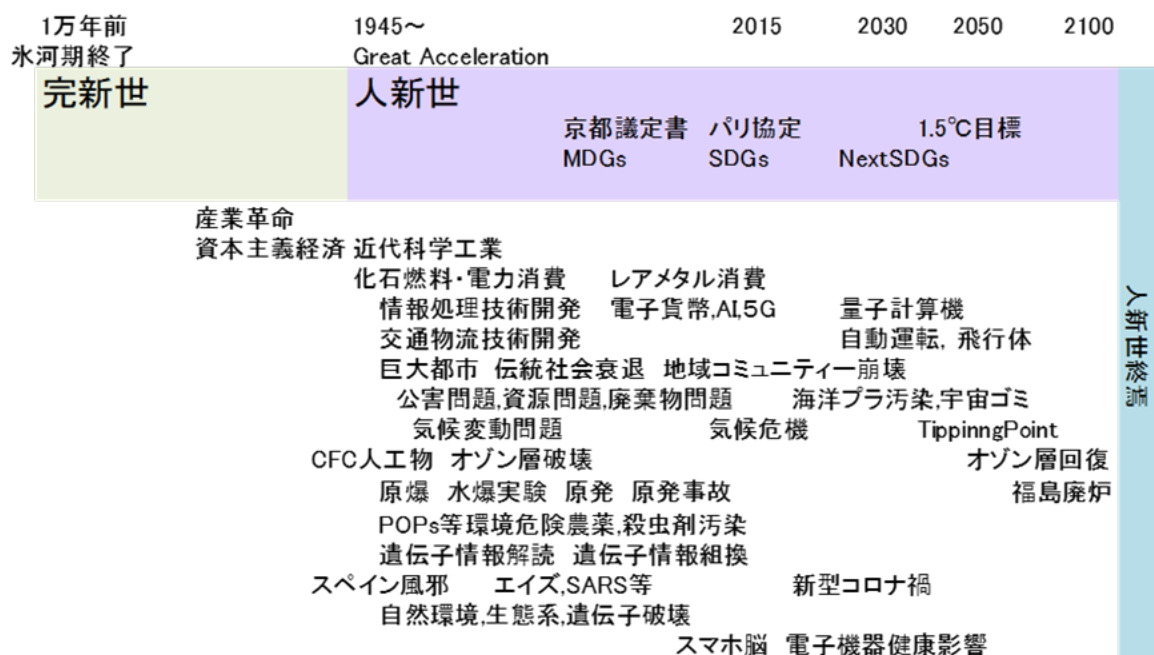 1万年前 1945～ 2015 2030 2050 2100
氷河期終了 Great Acceleration
完新世 人新世
京都議定書 パリ協定 1.5℃目標
MDGs SDGs NextSDGs
産業革命
資本主義経済 近代科学工業
化石燃料・電力消費 レアメタル消費
情報処理技術開発 電子貨幣,AI,5G 量子計算機
交通物流技術開発 自動運転, 飛行体
巨大都市 伝統社会衰退 地域コミュニティー崩壊
公害問題,資源問題,廃棄物問題 海洋プラ汚染,宇宙ゴミ
気候変動問題 気候危機 TippinngPoint
CFC人工物 オゾン層破壊 オゾン層回復
原爆 水爆実験 原発 原発事故 福島廃炉
POPs等環境危険農薬,殺虫剤汚染
遺伝子情報解読 遺伝子情報組換
スペイン風邪 エイズ,SARS等 新型コロナ禍
自然環境,生態系,遺伝子破壊
スマホ脳 電子機器健康影響
人新世終焉